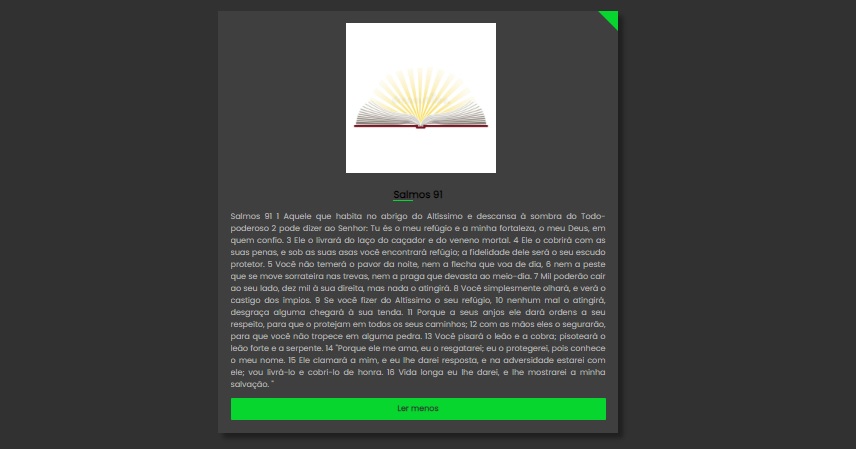 Salmos 91
Salmos 91 1 Aquele que habita no abrigo do Altíssimo e descansa à sombra do Todo-
poderoso 2 pode dizer ao Senhor: Tu és o meu refúgio e a minha fortaleza, o meu Deus, em
quem confio. 3 Ele o livrará do laço do caçador e do veneno mortal. 4 Ele o cobrirá com as
suas penas, e sob as suas asas você encontrará refúgio; a fidelidade dele será o seu escudo
protetor. 5 Você não temerá o pavor da noite, nem a flecha que voa de dia, 6 nem a peste
que se move sorrateira nas trevas, nem a praga que devasta ao meio-dia. 7 Mil poderão cair
ao seu lado, dez mil à sua direita, mas nada o atingirá. 8 Você simplesmente olhará, e verá o
castigo dos ímpios. 9 Se você fizer do Altíssimo o seu refúgio, 10 nenhum mal o atingirá,
desgraça alguma chegará à sua tenda. 11 Porque a seus anjos ele dará ordens a seu
respeito, para que o protejam em todos os seus caminhos; 12 com as mãos eles o segurarão,
para que você não tropece em alguma pedra. 13 Você pisará o leão e a cobra; pisoteará o
leão forte e a serpente. 14 "Porque ele me ama, eu o resgatarei; eu o protegerei, pois conhece
o meu nome. 15 Ele clamará a mim, e eu lhe darei resposta, e na adversidade estarei com
ele; vou livrá-lo e cobri-lo de honra. 16 Vida longa eu lhe darei, e lhe mostrarei a minha
salvação. "
Ler menos